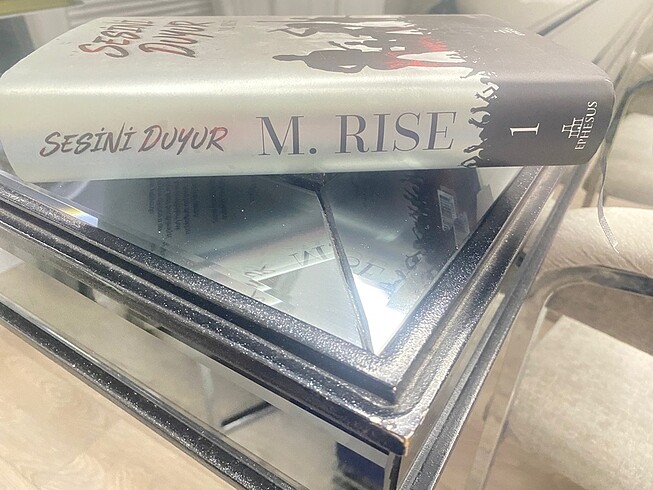 SESİNİ
DUYUR
SESİNİ DUYUR M. RISE 1 EPHESUS